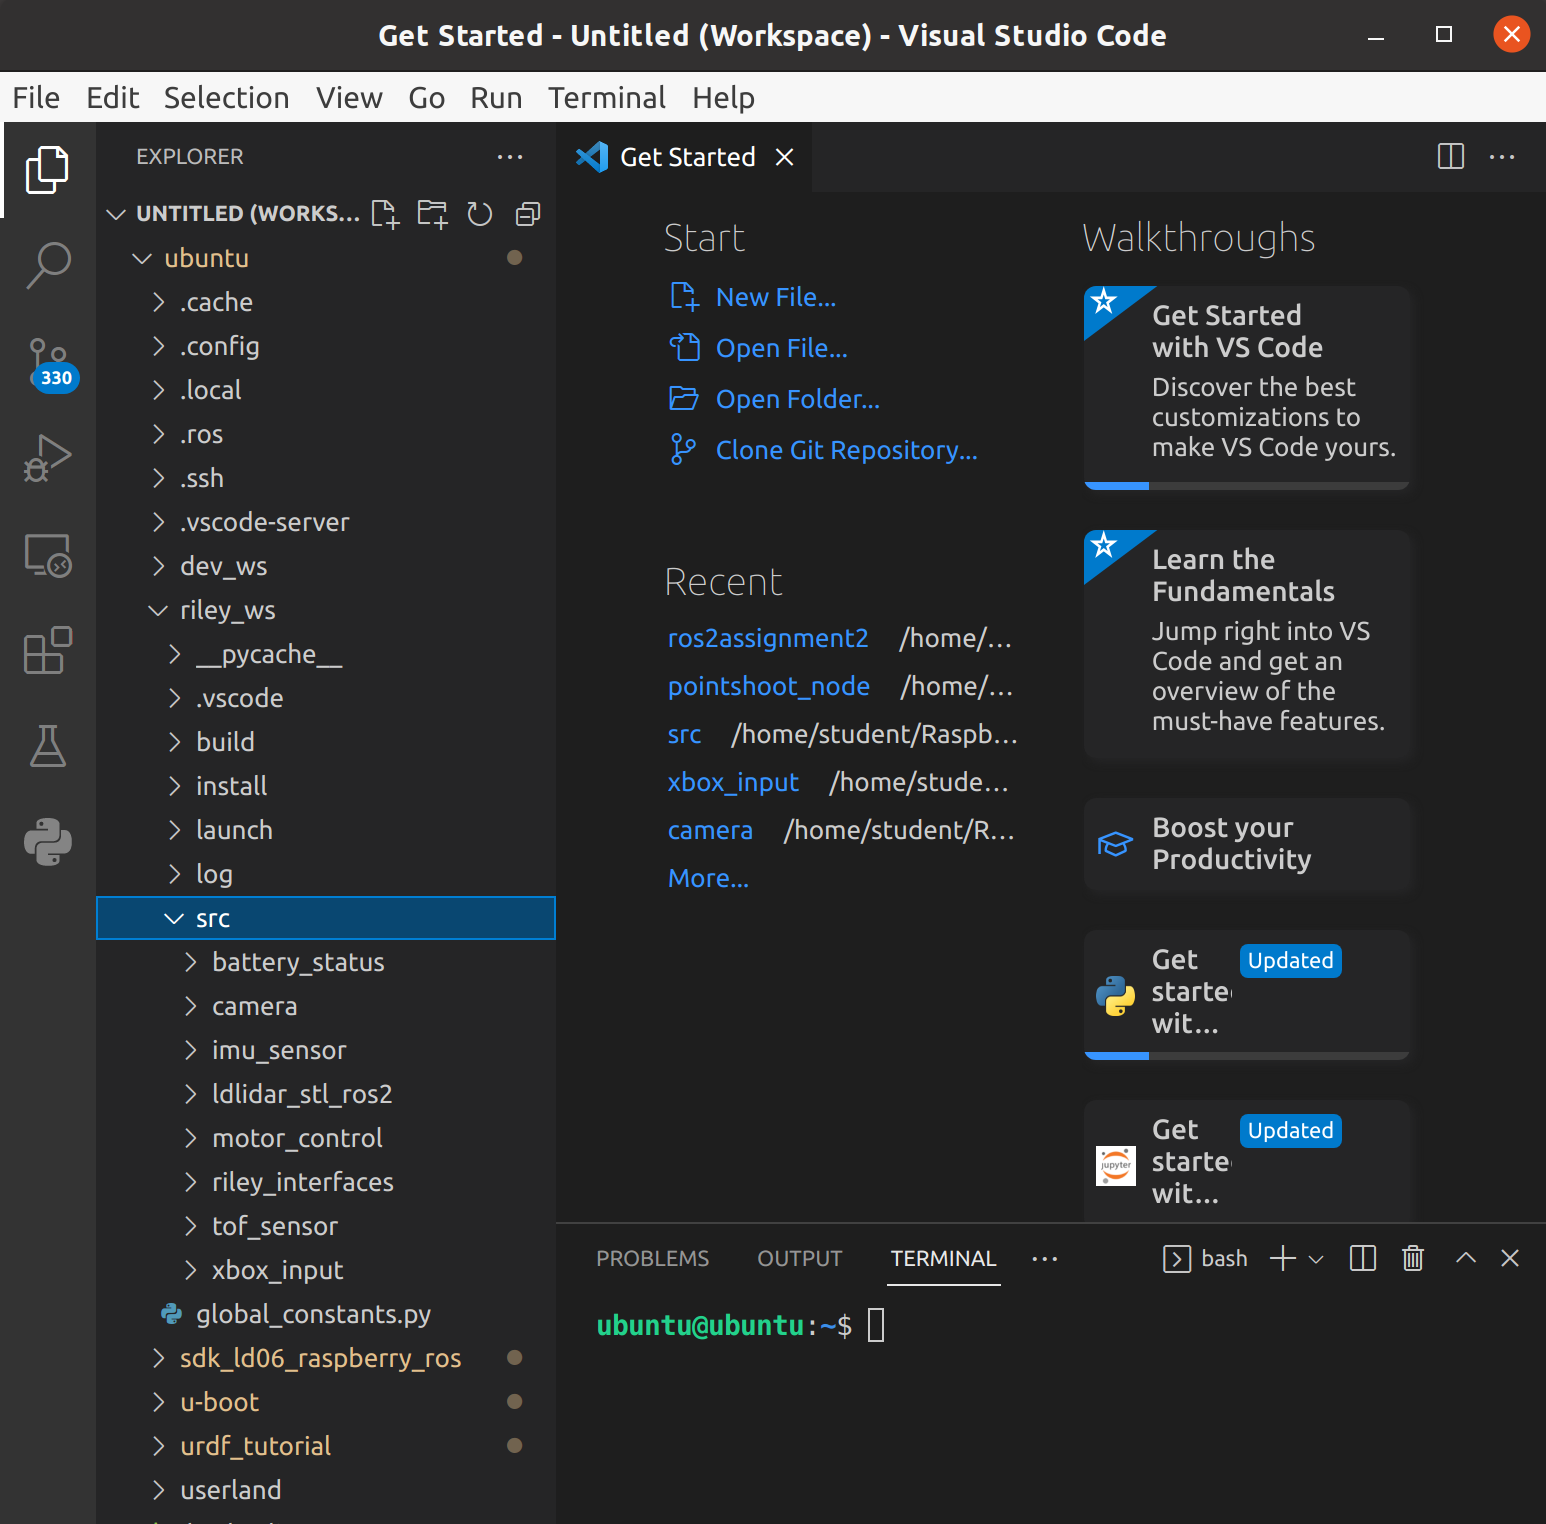 Get Started - Untitled (Workspace) - Visual Studio Code
File Edit Selection View Go Run Terminal Help
EXPLORER
UNTITLED (WORKS...
ubuntu
.cache
.config
.local
.ros
.ssh
.vscode-server
dev_ws
riley_ws
__pycache__
.vscode
build
install
launch
log
src
battery_status
camera
imu_sensor
ldlidar_stl_ros2
motor_control
riley_interfaces
tof_sensor
xbox_input
global_constants.py
sdk_ld06_raspberry_ros
u-boot
urdf_tutorial
userland
330
Get Started
Start
New File...
Open File...
Open Folder...
Clone Git Repository...
Recent
ros2assignment2 /home/...
pointshoot_node /home/...
src /home/student/Raspb...
xbox_input /home/stude...
camera /home/student/R...
More...
Walkthroughs
Get Started
with VS Code
Discover the best
customizations to
make VS Code yours.
Learn the
Fundamentals
Jump right into VS
Code and get an
overview of the
must-have features.
Boost your
Productivity
Get Updated
starte
wit...
Get Updated
starte
wit...
jupyter
PROBLEMS OUTPUT TERMINAL ... bash
ubuntu@ubuntu:~$